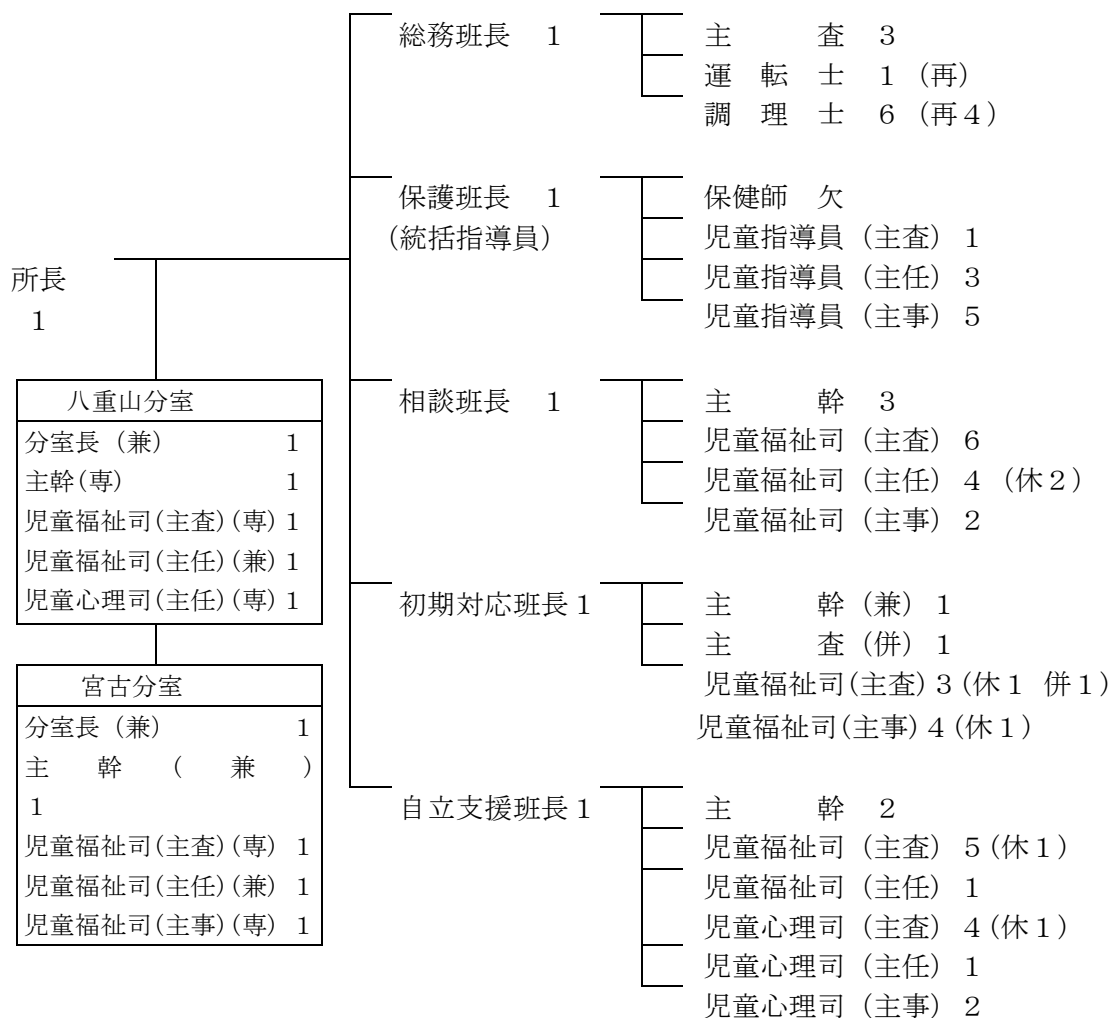 所長
1
八重山分室
分室長（兼） 1
主幹(専) 1
児童福祉司(主査)(専) 1
児童福祉司(主任)(兼) 1
児童心理司(主任)(専) 1
宮古分室
分室長（兼） 1
主 幹 ( 兼 )
1
児童福祉司(主査)(専) 1
児童福祉司(主任)(兼) 1
児童福祉司(主事)(専) 1
総務班長 1
主 査 3
運 転 士 1 (再)
調 理 士 6 (再4)
保護班長 1
(統括指導員)
保健師 欠
児童指導員（主査）1
児童指導員（主任）3
児童指導員（主事）5
相談班長 1
主 幹 3
児童福祉司（主査）6
児童福祉司（主任）4 (休2)
児童福祉司（主事）2
初期対応班長 1
主 幹（兼）1
主 査（併）1
児童福祉司(主査) 3 (休1 併1)
児童福祉司(主事) 4 (休1)
自立支援班長 1
主 幹 2
児童福祉司（主査）5 (休1)
児童福祉司（主任）1
児童心理司（主査）4 (休1)
児童心理司（主任）1
児童心理司（主事）2